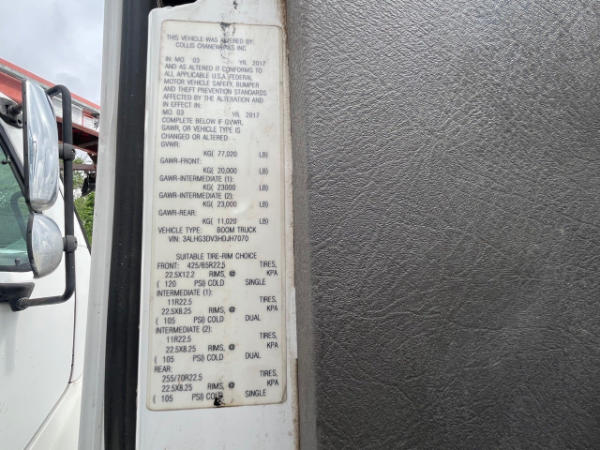 THIS VEHICLE WAS ALTERED BY:
COLLIS CRANEWORKS INC
IN: MO 03 YR. 2017
AND AS ALTERED IT CONFORMS TO
ALL APPLICABLE U.S.A. FEDERAL
MOTOR VEHICLE SAFETY, BUMPER
AND THEFT PREVENTION STANDARDS
AFFECTED BY THE ALTERATION AND
IN EFFECT IN:
MO. 03 YR. 2017
COMPLETE BELOW IF GVWR,
GAWR, OR VEHICLE TYPE IS
CHANGED OR ALTERED
GVWR:
KG( 77,020 LB)
GAWR-FRONT:
KG( 20,000 LB)
GAWR-INTERMEDIATE (1):
KG( 23000 LB)
GAWR-INTERMEDIATE (2):
KG( 23,000 LB)
GAWR-REAR:
KG( 11,020 LB)
VEHICLE TYPE: BOOM TRUCK
VIN: 3ALHG3DV3HDJH7070
SUITABLE TIRE-RIM CHOICE
FRONT: 425/65R22.5 TIRES,
22.5X12.2 RIMS, @ KPA
( 120 PSI) COLD SINGLE
INTERMEDIATE (1)
11R22.5 TIRES,
22.5X8.25 RIMS, @ KPA
( 105 PSI) COLD DUAL
INTERMEDIATE (2)
11R22.5 TIRES,
22.5X8.25 RIMS, @ KPA
( 105 PSI) COLD DUAL
REAR:
255/70R22.5 TIRES,
22.5X8.25 RIMS, @ KPA
( 105 PSI) COLD SINGLE